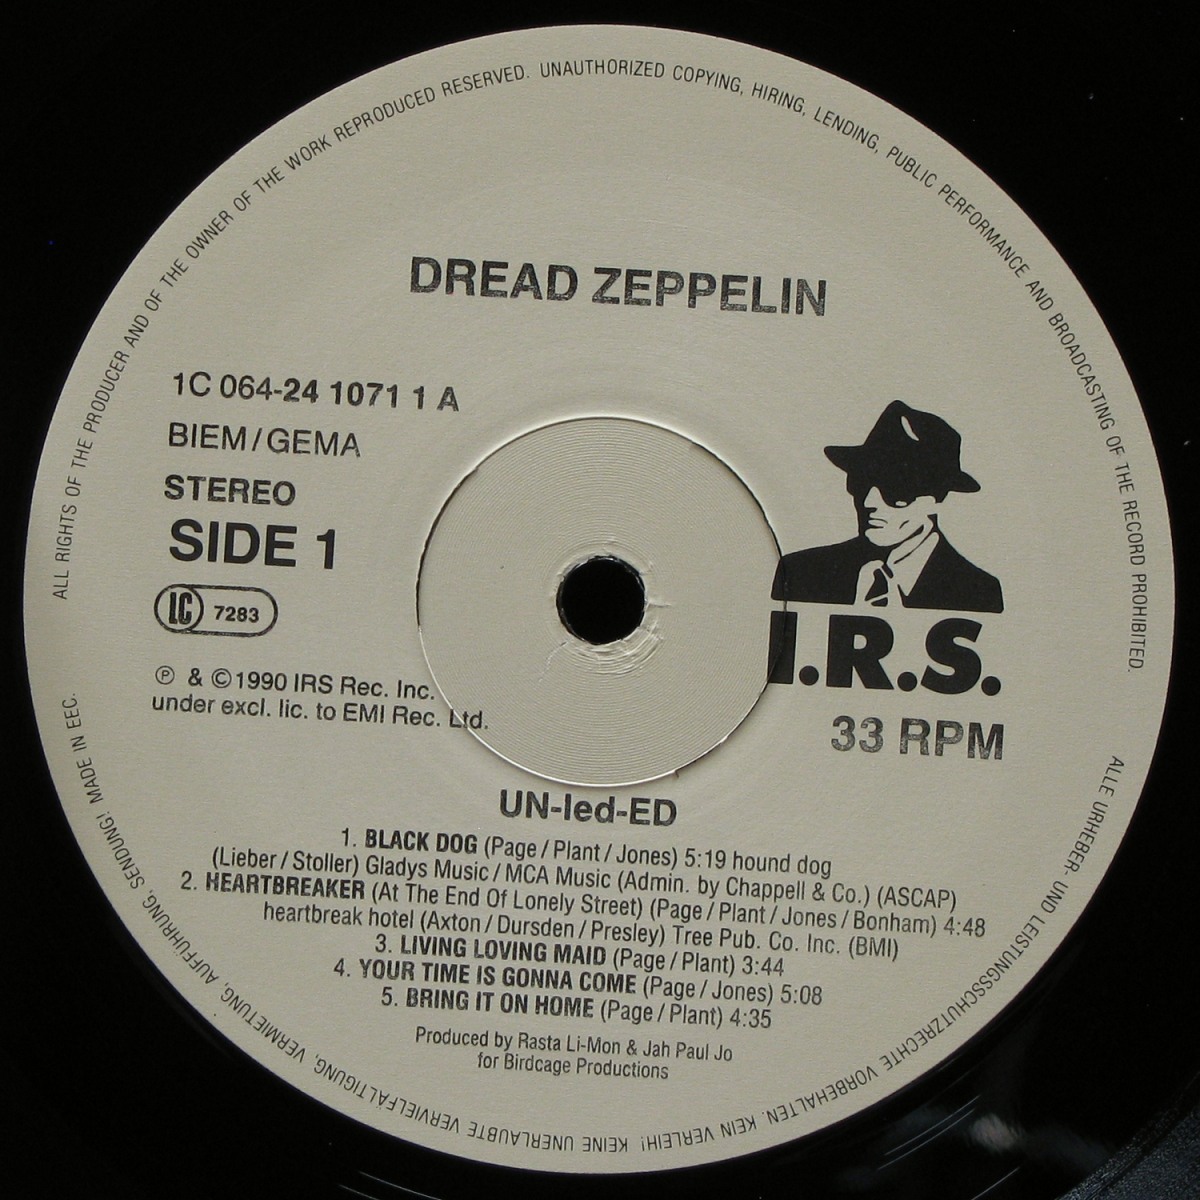 ALL RIGHTS OF THE PRODUCER AND OF THE OWNER OF THE WORK REPRODUCED RESERVED. UNAUTHORIZED COPYING, HIRING, LENDING, PUBLIC PERFORMANCE AND BROADCASTING OF THE RECORD PROHIBITED.
DREAD ZEPPELIN
1C 064-24 1071 1 A
BIEM/GEMA
STEREO
SIDE 1
LC 7283
℗ & ©1990 IRS Rec. Inc.
under excl. lic. to EMI Rec. Ltd.
I.R.S.
33 RPM
UN-led-ED
1. BLACK DOG (Page/Plant/Jones) 5:19 hound dog
(Lieber/Stoller) Gladys Music/MCA Music (Admin. by Chappell & Co.) (ASCAP)
2. HEARTBREAKER (At The End Of Lonely Street) (Page/Plant/Jones/Bonham) 4:48
heartbreak hotel (Axton/Dursden/Presley) Tree Pub. Co. Inc. (BMI)
3. LIVING LOVING MAID (Page/Plant) 3:44
4. YOUR TIME IS GONNA COME (Page/Jones) 5:08
5. BRING IT ON HOME (Page/Plant) 4:35
Produced by Rasta Li-Mon & Jah Paul Jo
for Birdcage Productions
ALLE URHEBER- UND LEISTUNGSSCHUTZRECHTE VORBEHALTEN. KEIN VERLEIH! KEINE UNERLAUBTE VERVIELFÄLTIGUNG, VERMIETUNG, AUFFÜHRUNG, SENDUNG! MADE IN EEC.